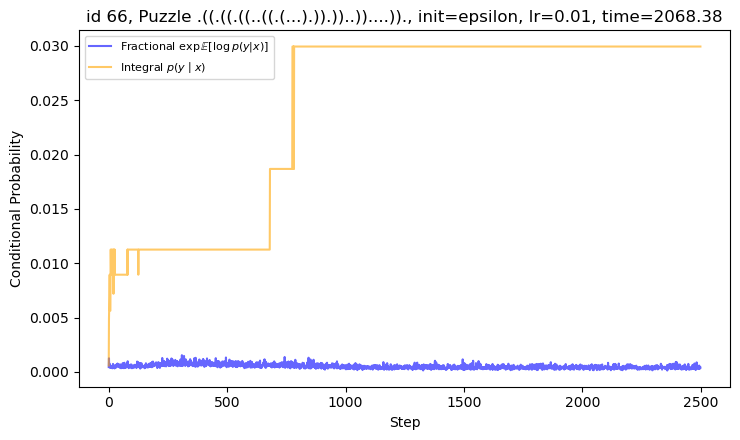 id 66, Puzzle .((.((.((..((.(...).)).))..))....))., init=epsilon, lr=0.01, time=2068.38
Fractional exp𝔼[log p(y|x)]
Integral p(y | x)
Conditional Probability
0.030
0.025
0.020
0.015
0.010
0.005
0.000
0 500 1000 1500 2000 2500
Step